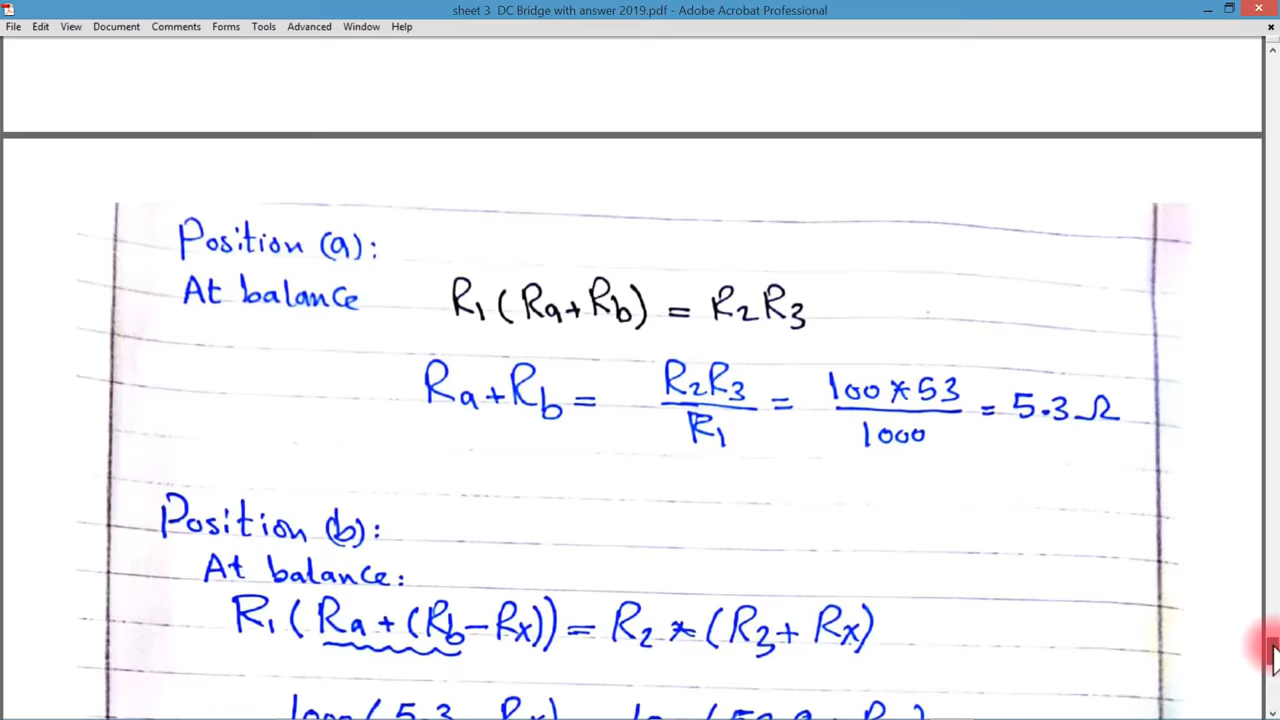 sheet 3 DC Bridge with answer 2019.pdf - Adobe Acrobat Professional
File Edit View Document Comments Forms Tools Advanced Window Help
Position (a):
At balance R1 (Ra+Rb) = R2R3
Ra+Rb = R2R3 / R1 = 100 * 53 / 1000 = 5.3 Ω
Position (b):
At balance:
R1 (Ra + (Rb - Rx)) = R2 * (R3 + Rx)